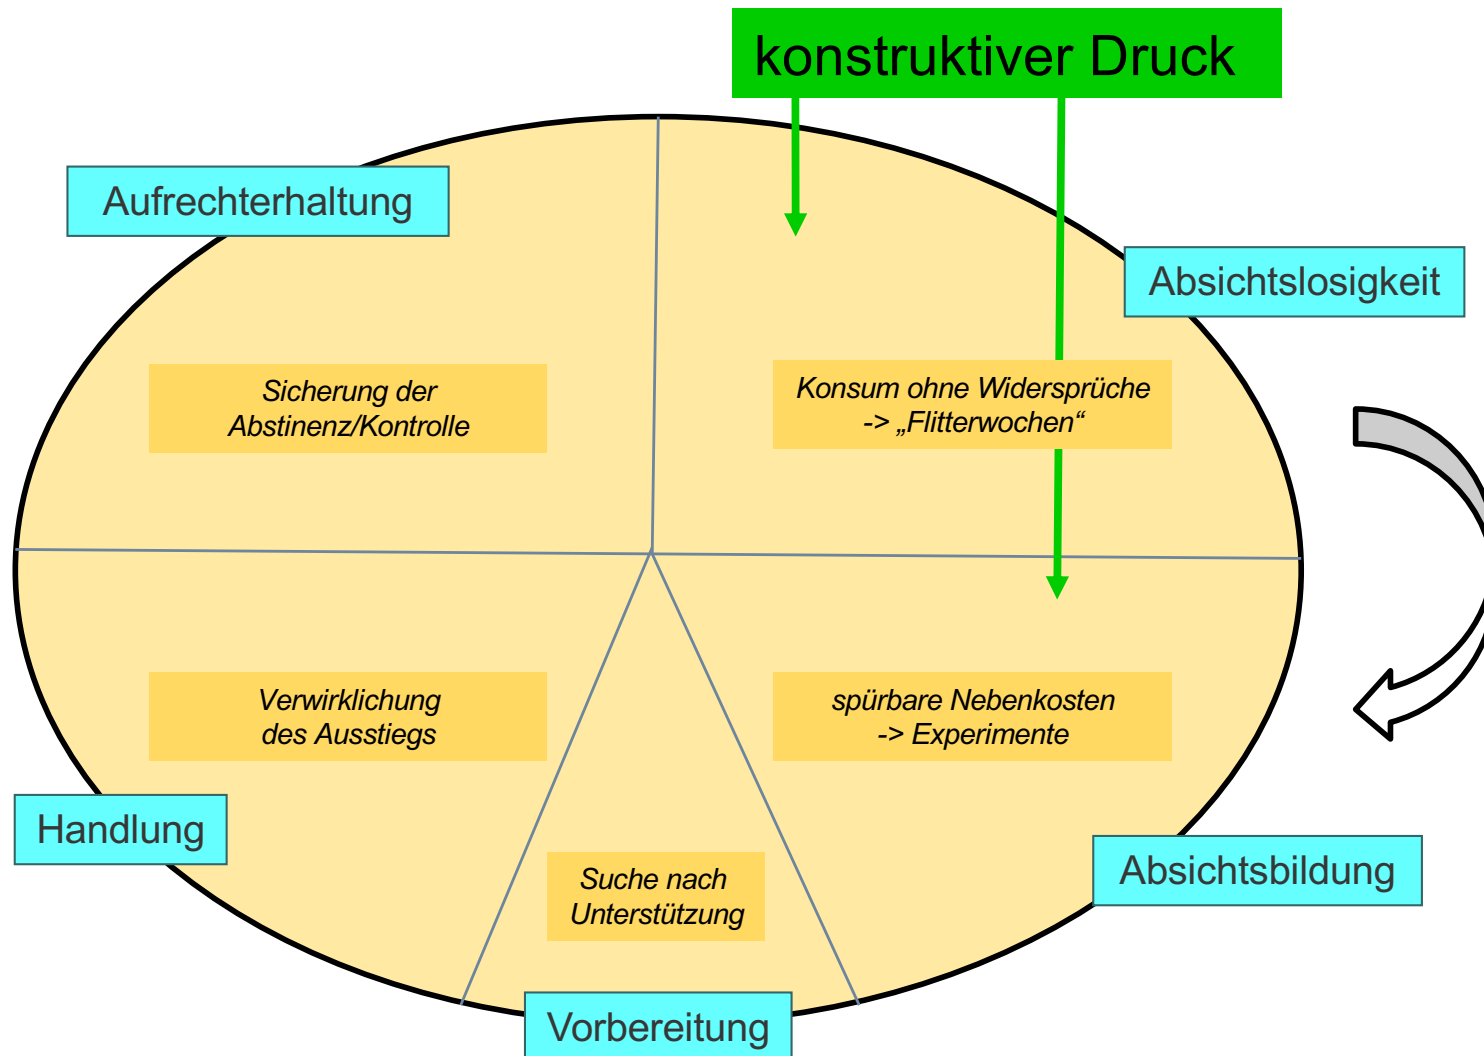 konstruktiver Druck
Aufrechterhaltung
Absichtslosigkeit
Sicherung der
Abstinenz/Kontrolle
Konsum ohne Widersprüche
-> „Flitterwochen“
Verwirklichung
des Ausstiegs
spürbare Nebenkosten
-> Experimente
Handlung
Suche nach
Unterstützung
Absichtsbildung
Vorbereitung